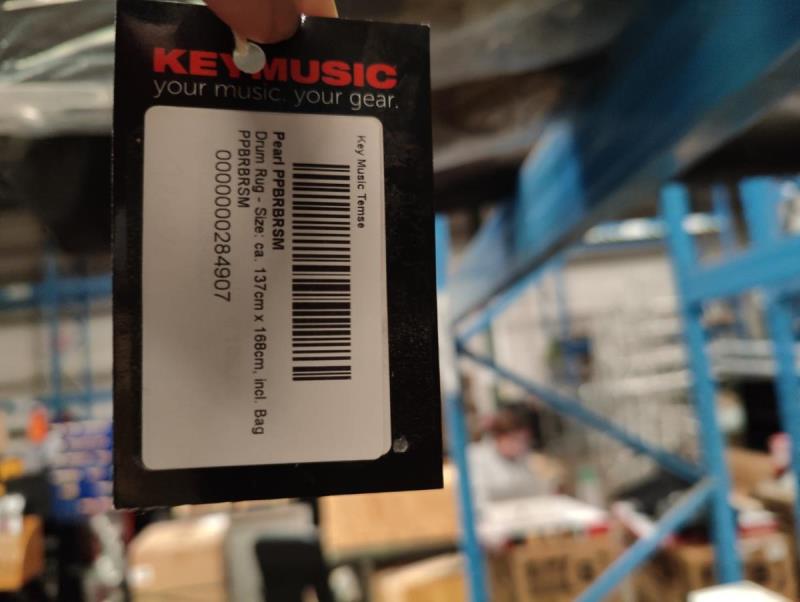 KEYMUSIC
your music. your gear.
Key Music Temse
Pearl PPBRBRSM
Drum Rug - Size: ca. 137cm x 168cm, incl. Bag
PPBRBRSM
0000000284907